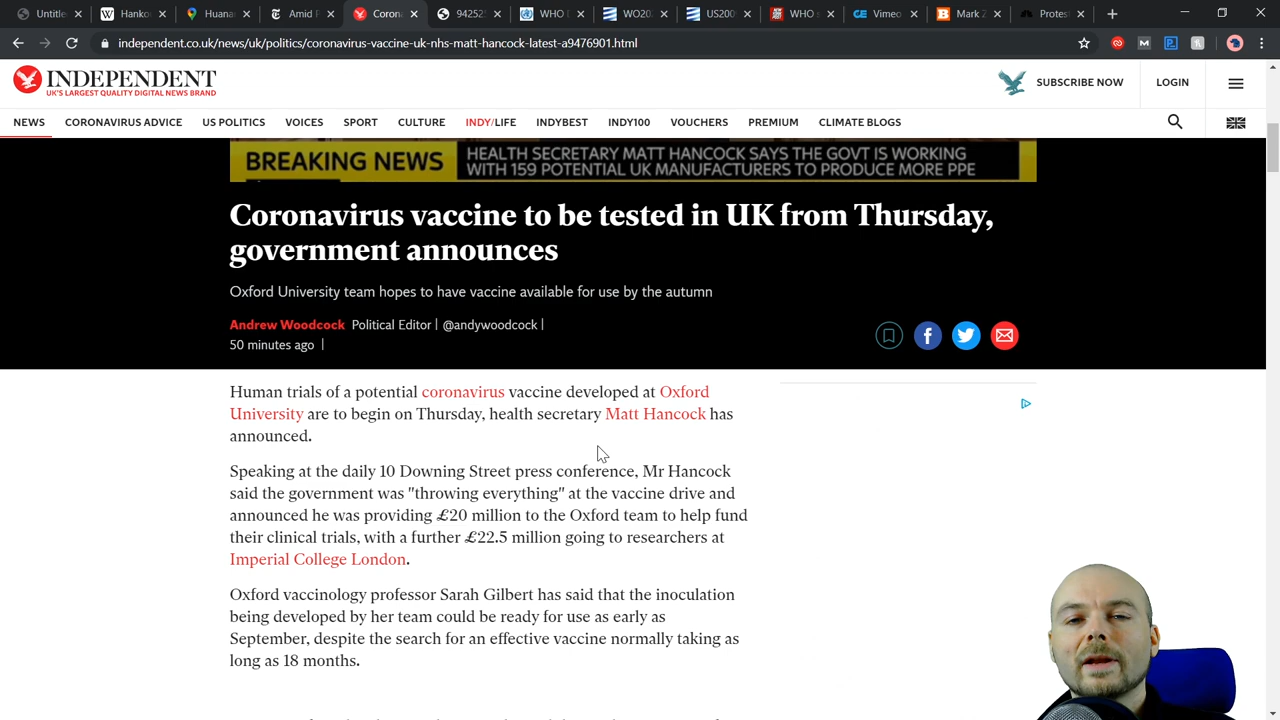 Untitle
Hanko
Huana
Amid
Coron
94252
WHO
WO20
US200
WHO s
Vimeo
Mark 2
Protes
independent.co.uk/news/uk/politics/coronavirus-vaccine-uk-nhs-matt-hancock-latest-a9476901.html
INDEPENDENT
UK'S LARGEST QUALITY DIGITAL NEWS BRAND
SUBSCRIBE NOW
LOGIN
NEWS CORONAVIRUS ADVICE US POLITICS VOICES SPORT CULTURE INDY/LIFE INDYBEST INDY100 VOUCHERS PREMIUM CLIMATE BLOGS
BREAKING NEWS
HEALTH SECRETARY MATT HANCOCK SAYS THE GOVT IS WORKING
WITH 159 POTENTIAL UK MANUFACTURERS TO PRODUCE MORE PPE
Coronavirus vaccine to be tested in UK from Thursday,
government announces
Oxford University team hopes to have vaccine available for use by the autumn
Andrew Woodcock Political Editor | @andywoodcock |
50 minutes ago |
Human trials of a potential coronavirus vaccine developed at Oxford
University are to begin on Thursday, health secretary Matt Hancock has
announced.
Speaking at the daily 10 Downing Street press conference, Mr Hancock
said the government was "throwing everything" at the vaccine drive and
announced he was providing £20 million to the Oxford team to help fund
their clinical trials, with a further £22.5 million going to researchers at
Imperial College London.
Oxford vaccinology professor Sarah Gilbert has said that the inoculation
being developed by her team could be ready for use as early as
September, despite the search for an effective vaccine normally taking as
long as 18 months.